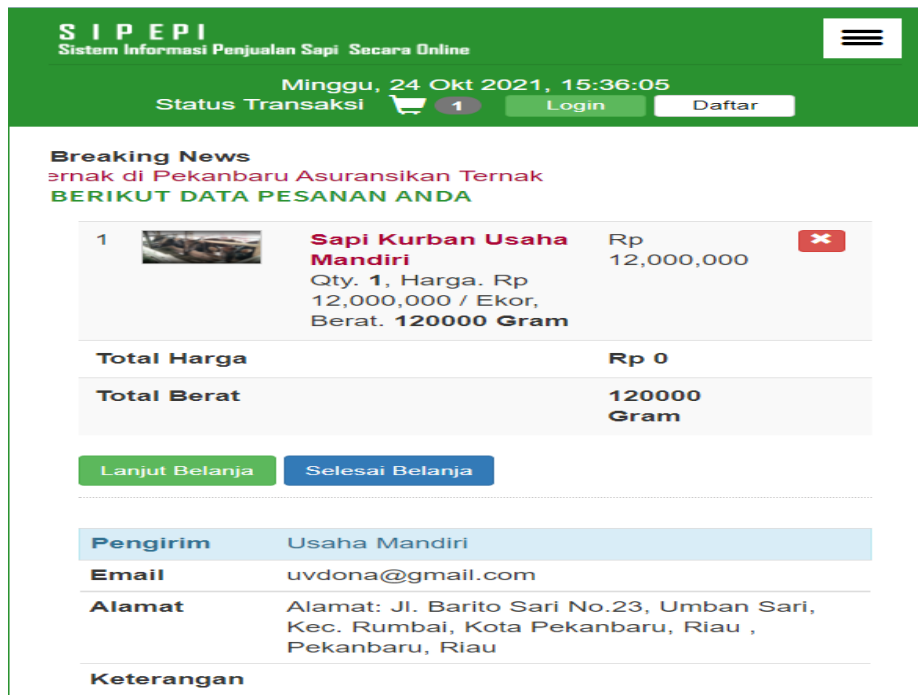 S I P E P I
Sistem Informasi Penjualan Sapi Secara Online
Minggu, 24 Okt 2021, 15:36:05
Status Transaksi 1 Login Daftar
Breaking News
ernak di Pekanbaru Asuransikan Ternak
BERIKUT DATA PESANAN ANDA
1 Sapi Kurban Usaha Rp
Mandiri 12,000,000
Qty. 1, Harga. Rp
12,000,000 / Ekor,
Berat. 120000 Gram
Total Harga Rp 0
Total Berat 120000
Gram
Lanjut Belanja Selesai Belanja
Pengirim Usaha Mandiri
Email uvdona@gmail.com
Alamat Alamat: Jl. Barito Sari No.23, Umban Sari,
Kec. Rumbai, Kota Pekanbaru, Riau ,
Pekanbaru, Riau
Keterangan